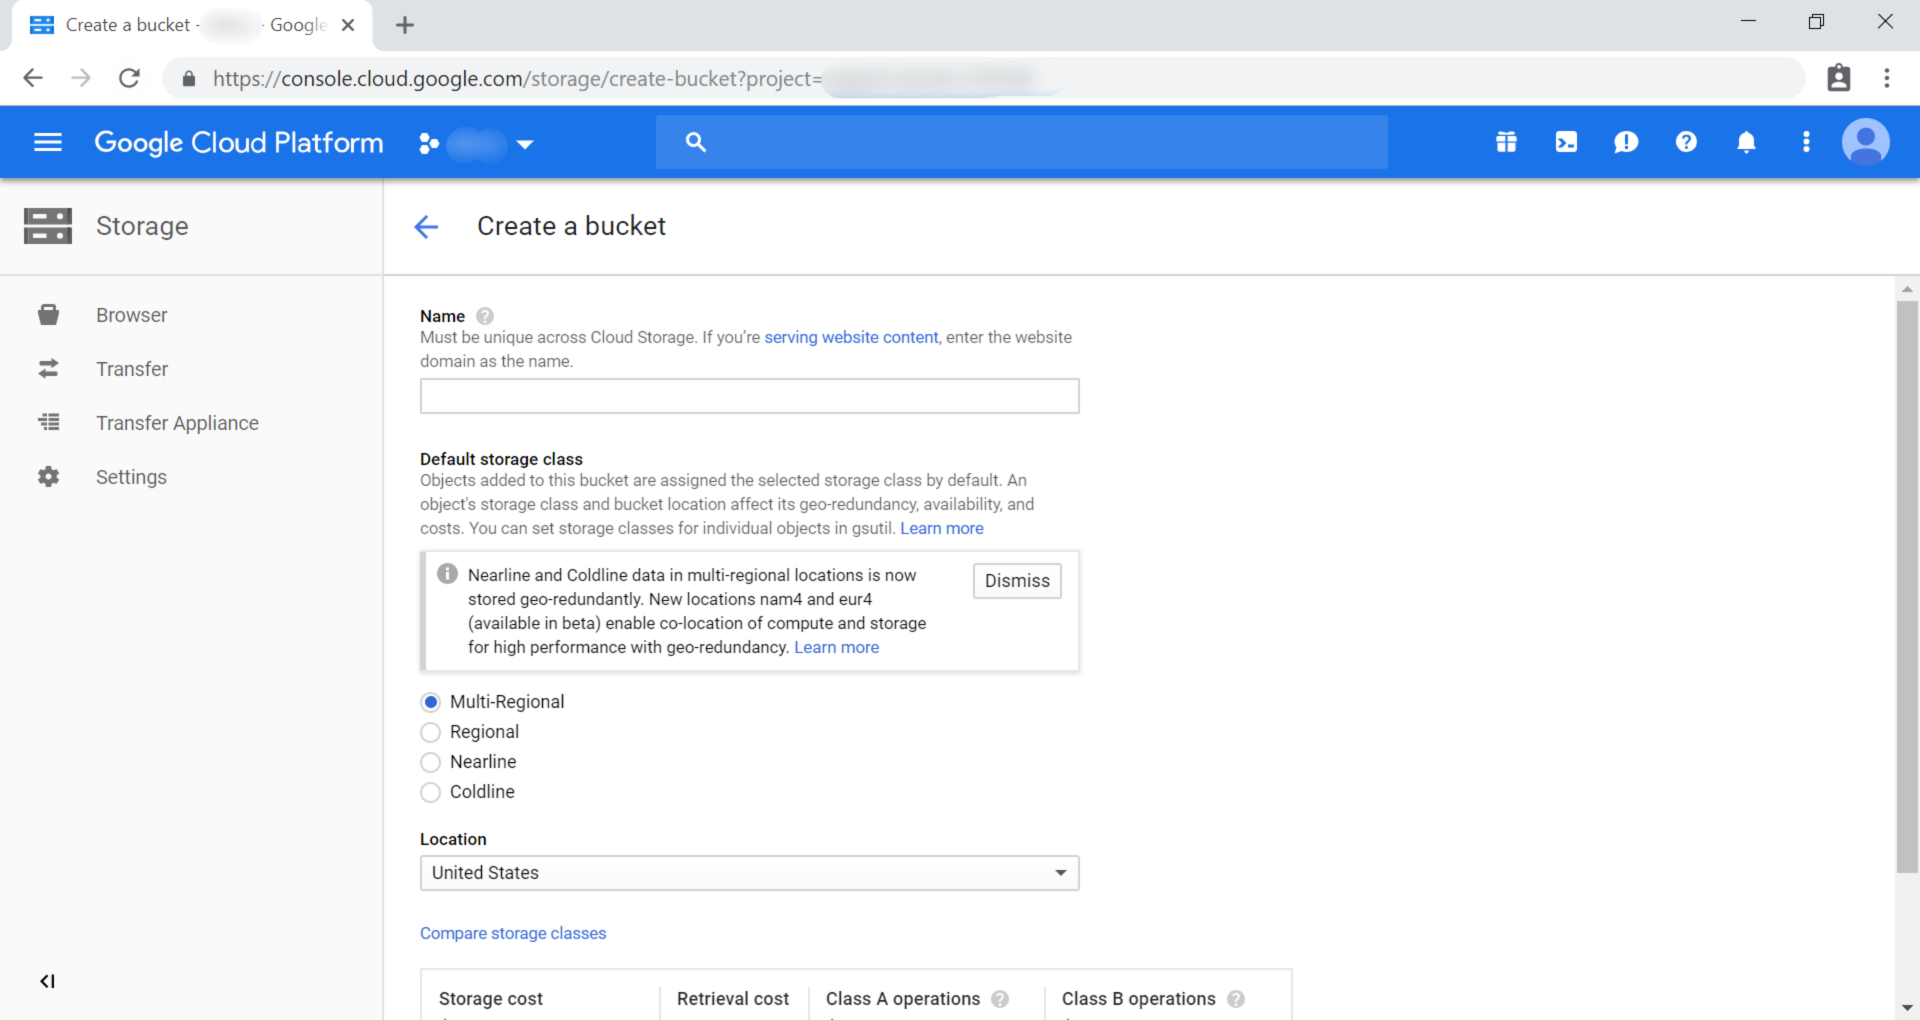 Create a bucket - - Google
https://console.cloud.google.com/storage/create-bucket?project=
Google Cloud Platform
Storage
Create a bucket
Browser
Transfer
Transfer Appliance
Settings
Name
Must be unique across Cloud Storage. If you're serving website content, enter the website
domain as the name.
Default storage class
Objects added to this bucket are assigned the selected storage class by default. An
object's storage class and bucket location affect its geo-redundancy, availability, and
costs. You can set storage classes for individual objects in gsutil. Learn more
Nearline and Coldline data in multi-regional locations is now
stored geo-redundantly. New locations nam4 and eur4
(available in beta) enable co-location of compute and storage
for high performance with geo-redundancy. Learn more
Dismiss
Multi-Regional
Regional
Nearline
Coldline
Location
United States
Compare storage classes
Storage cost
Retrieval cost
Class A operations
Class B operations